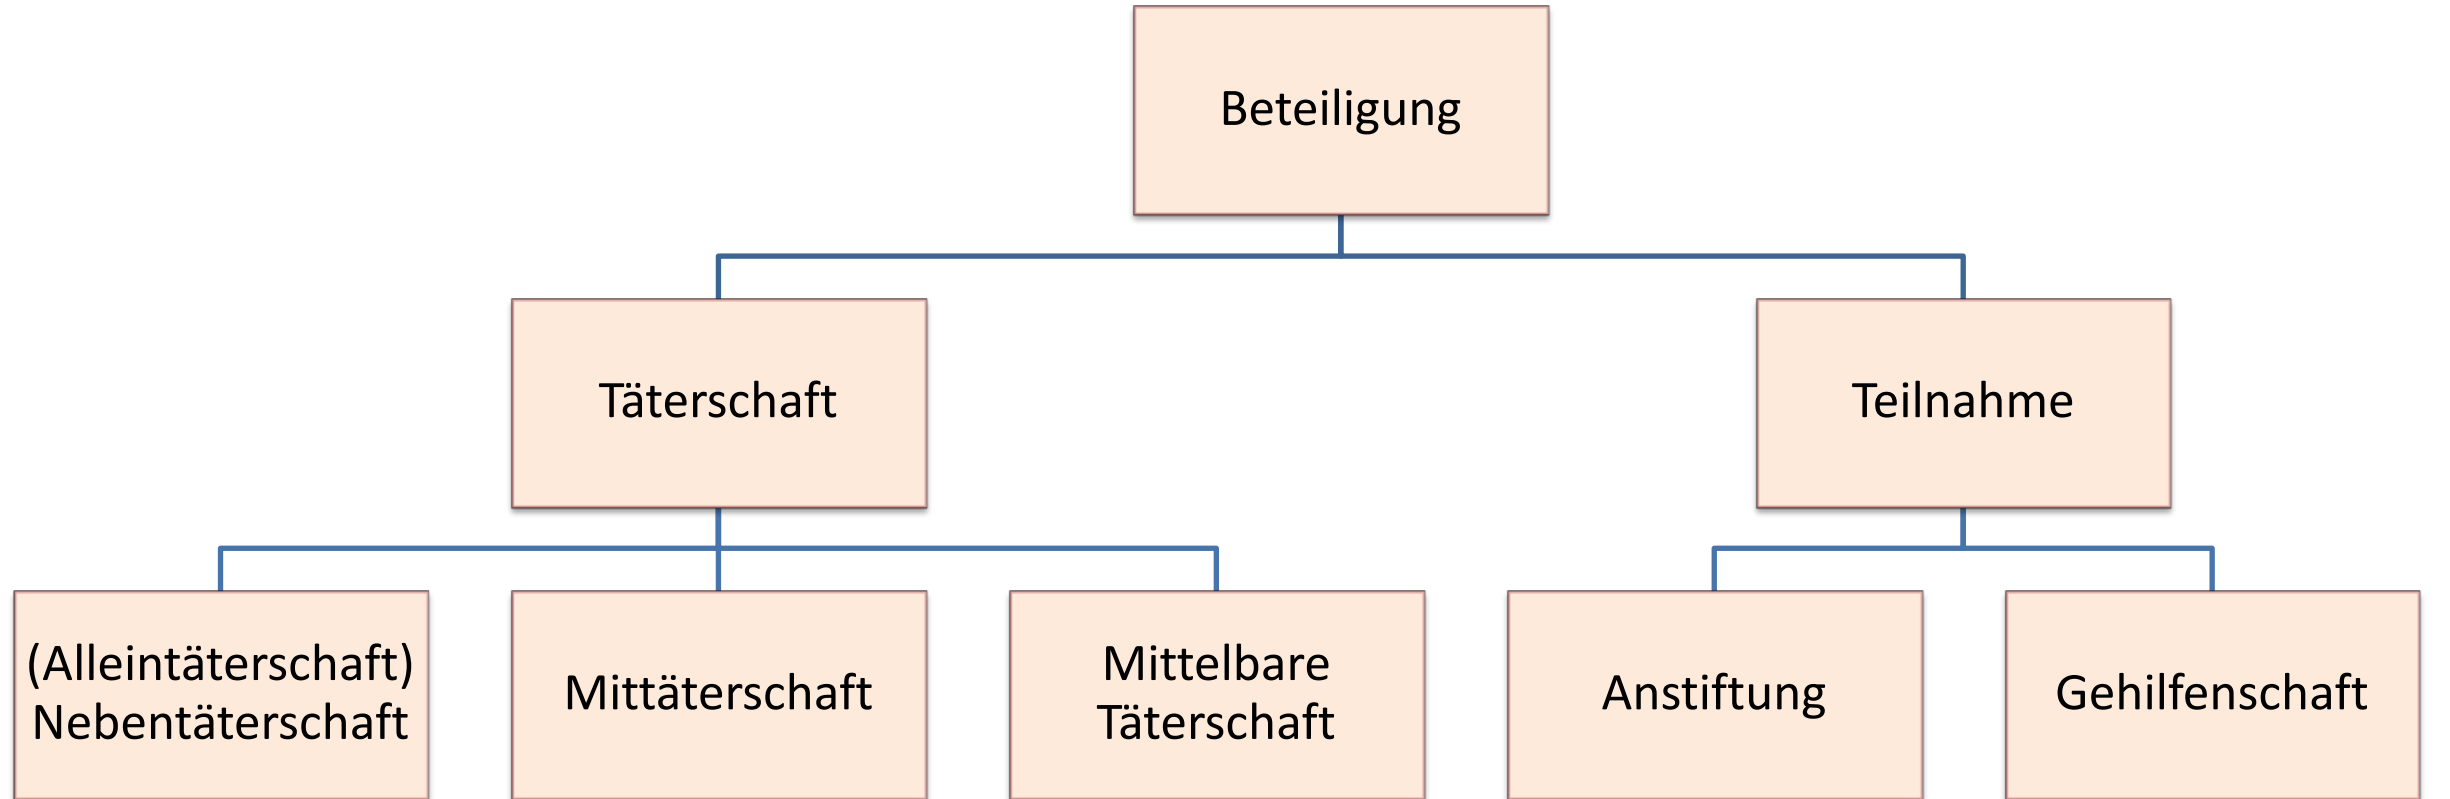 Beteiligung
Täterschaft
Teilnahme
(Alleintäterschaft)
Nebentäterschaft
Mittäterschaft
Mittelbare
Täterschaft
Anstiftung
Gehilfenschaft